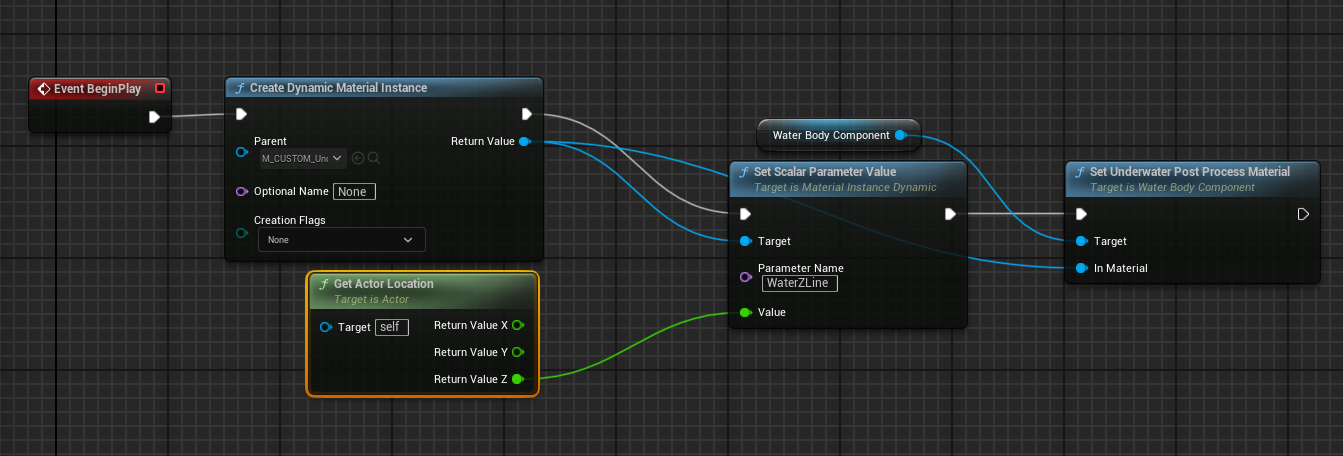 Event BeginPlay
Create Dynamic Material Instance
Parent
Return Value
M_CUSTOM_Un
Optional Name
None
Creation Flags
None
Get Actor Location
Target is Actor
Target
self
Return Value X
Return Value Y
Return Value Z
Water Body Component
Set Scalar Parameter Value
Target is Material Instance Dynamic
Target
Parameter Name
WaterZLine
Value
Set Underwater Post Process Material
Target is Water Body Component
Target
In Material